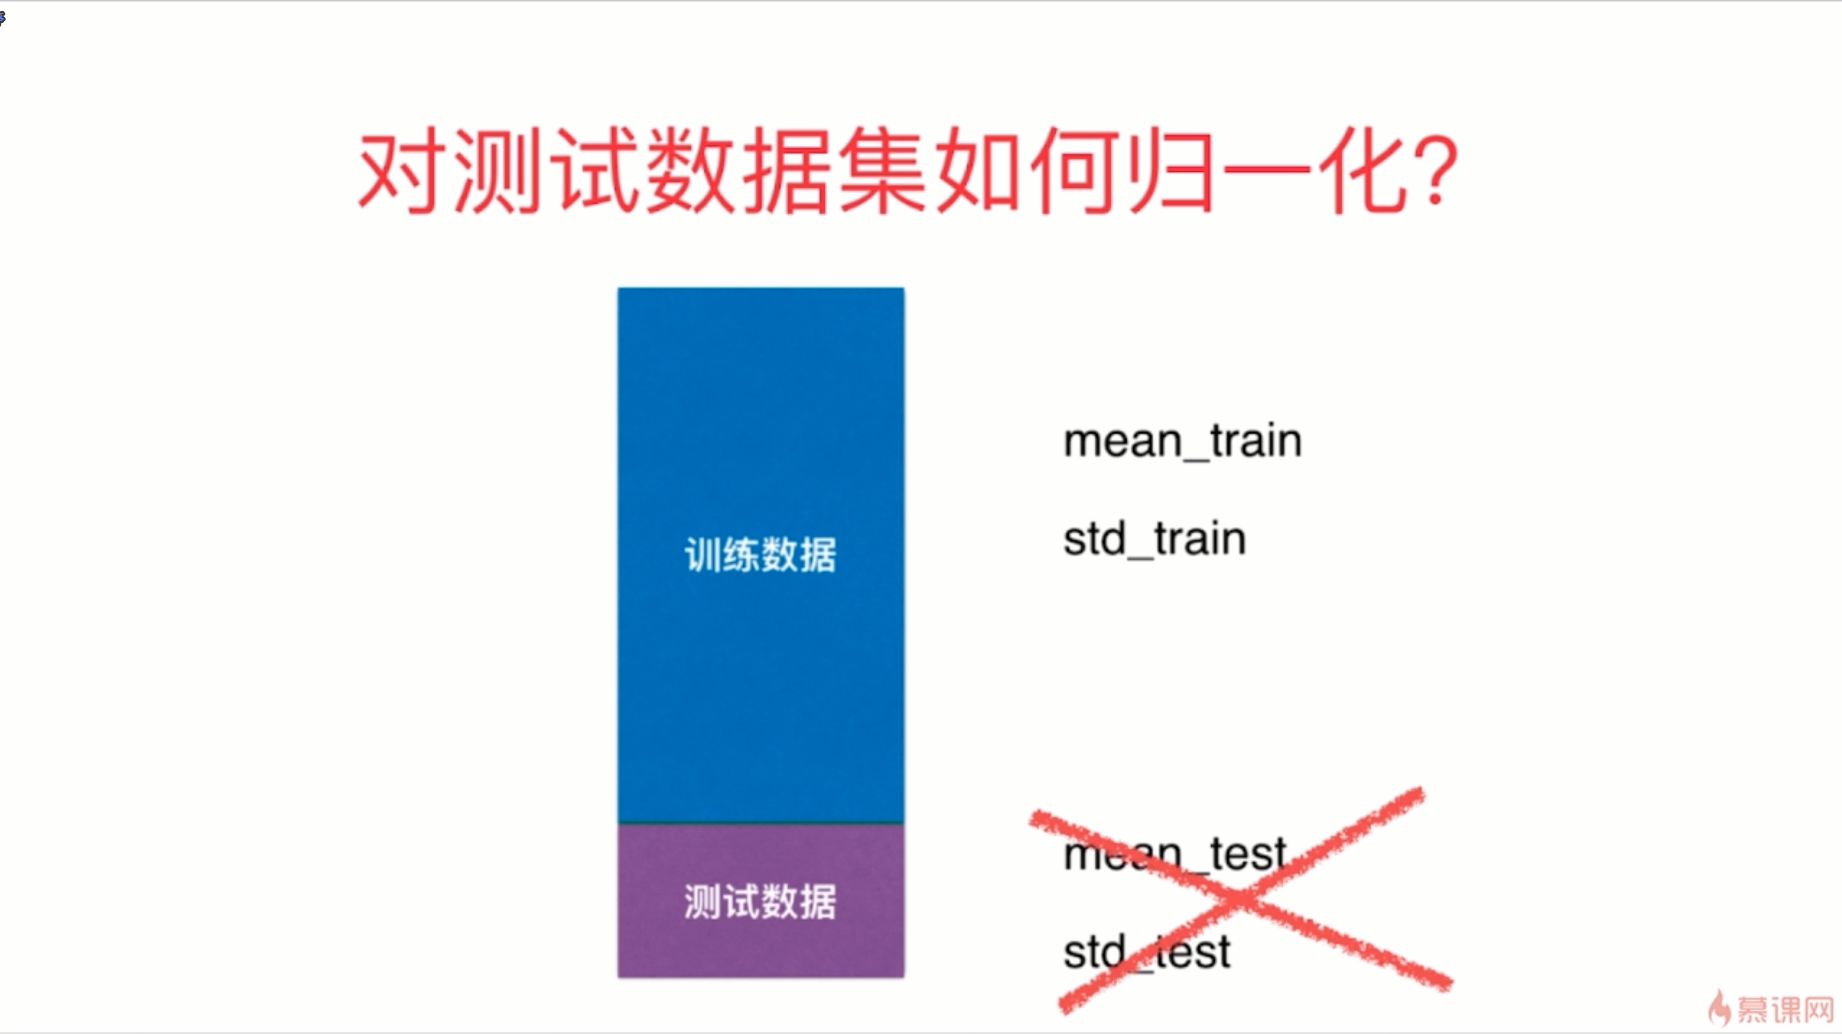 对测试数据集如何归一化?
mean_train
std_train
训练数据
mean_test
测试数据
std_test
慕课网